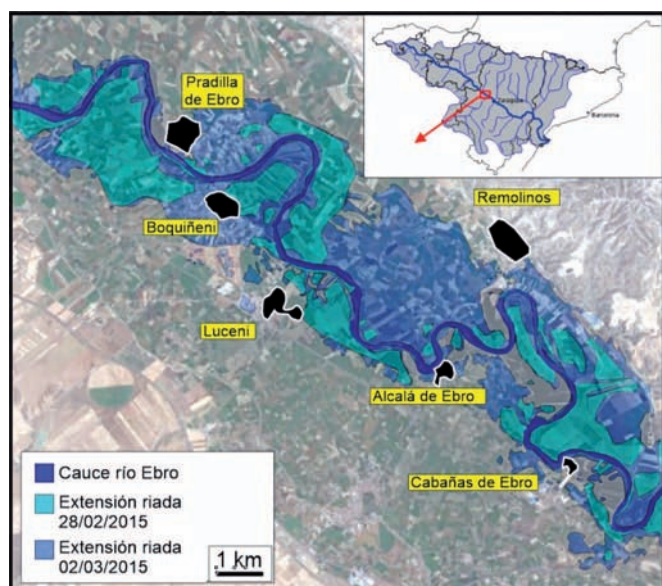 Pradilla
de Ebro
Remolinos
Boquiñeni
Luceni
Alcalá de Ebro
Cabañas de Ebro
Barcelona
Cauce río Ebro
Extensión riada
28/02/2015
Extensión riada
02/03/2015
1 km